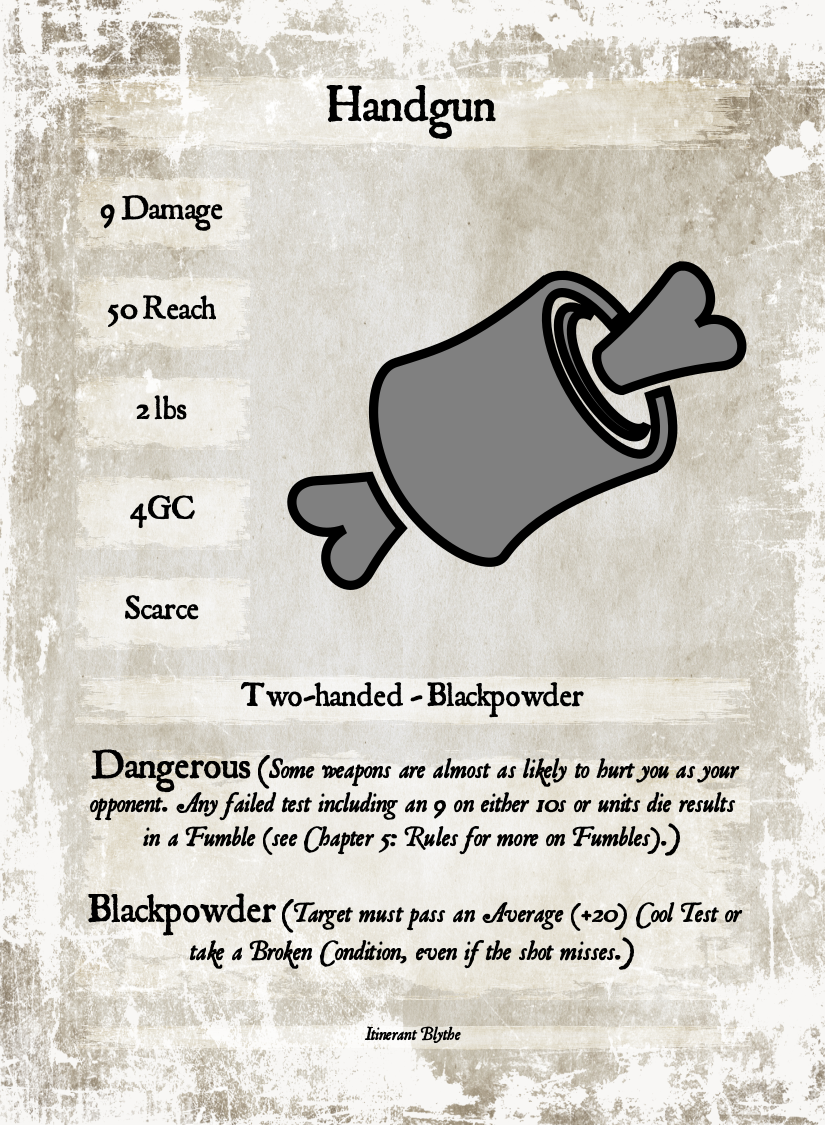 Handgun
9 Damage
50 Reach
2 lbs
4GC
Scarce
Two-handed - Blackpowder
Dangerous (Some weapons are almost as likely to hurt you as your
opponent. Any failed test including an 9 on either 10s or units die results
in a Fumble (see Chapter 5: Rules for more on Fumbles).)
Blackpowder (Target must pass an Average (+20) Cool Test or
take a Broken Condition, even if the shot misses.)
Itinerant Blythe